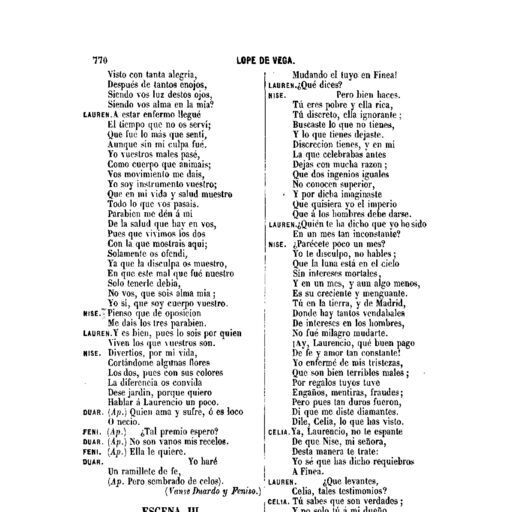 770
LOPE DE VEGA.
Visto con tanta alegria,
Después de tantos enojos,
Siendo vos luz destos ojos,
Siendo vos alma en la mia?
LAUREN. A estar enfermo llegué
El tiempo que no os serví;
Que fué lo más que sentí,
Aunque sin mi culpa fué.
Yo vuestros males pasé,
Como cuerpo que animais;
Vos movimiento me dais,
Yo soy instrumento vuestro;
Que en mi vida y salud muestro
Todo lo que vos pasais.
Parabien me dén á mí
De la salud que hay en vos,
Pues que vivimos los dos
Con la que mostrais aquí;
Solamente os ofendí,
Ya que la disculpa os muestro,
En que este mal que fué nuestro
Solo tenerle debia,
No vos, que sois alma mia;
Yo sí, que soy cuerpo vuestro.
NISE. Pienso que de oposicion
Me dais los tres parabien.
LAUREN. Y es bien, pues lo sois por quien
Viven los que vuestros son.
NISE. Divertios, por mi vida,
Cortándome algunas flores
Los dos, pues con sus colores
La diferencia os convida
Dese jardin, porque quiero
Hablar á Laurencio un poco.
DUAR. (Ap.) Quien ama y sufre, ó es loco
O necio.
FENI. (Ap.) ¿Tal premio espero?
DUAR. (Ap.) No son vanos mis recelos.
FENI. (Ap.) Ella le quiere.
DUAR. Yo haré
Un ramillete de fe,
(Ap. Pero sembrado de celos).
(Vanse Duardo y Feniso.)
ESCENA III.
Mudando el tuyo en Finea!
LAUREN. ¿Qué dices?
NISE. Pero bien haces.
Tú eres pobre y ella rica,
Tú discreto, ella ignorante;
Buscaste lo que no tienes,
Y lo que tienes dejaste.
Discrecion tienes, y en mí
La que celebrabas antes
Dejas con mucha razon;
Que dos ingenios iguales
No conocen superior,
Y por dicha imaginaste
Que quisiera yo el imperio
Que á los hombres debe darse.
LAUREN. ¿Quién te ha dicho que yo he sido
En un mes tan inconstante?
NISE. ¿Parécete poco un mes?
Yo te disculpo, no hables;
Que la luna está en el cielo
Sin intereses mortales,
Y en un mes, y aun algo menos,
Es su creciente y menguante.
Tú en la tierra, y de Madrid,
Donde hay tantos vendabales
De intereses en los hombres,
No fué milagro mudarte.
¡Ay, Laurencio, qué buen pago
De fe y amor tan constante!
Yo enfermé de mis tristezas,
Que son bien terribles males;
Por regalos tuyos tuve
Engaños, mentiras, fraudes;
Pero pues tan duros fueron,
Di que me diste diamantes.
Dile, Celia, lo que has visto.
CELIA. Ya, Laurencio, no te espante
De que Nise, mi señora,
Desta manera te trate:
Yo sé que has dicho requiebros
A Finea.
LAUREN. ¿Que levantes,
Celia, tales testimonios?
CELIA. Tú sabes que son verdades;
Y no solo tú á mi dueño